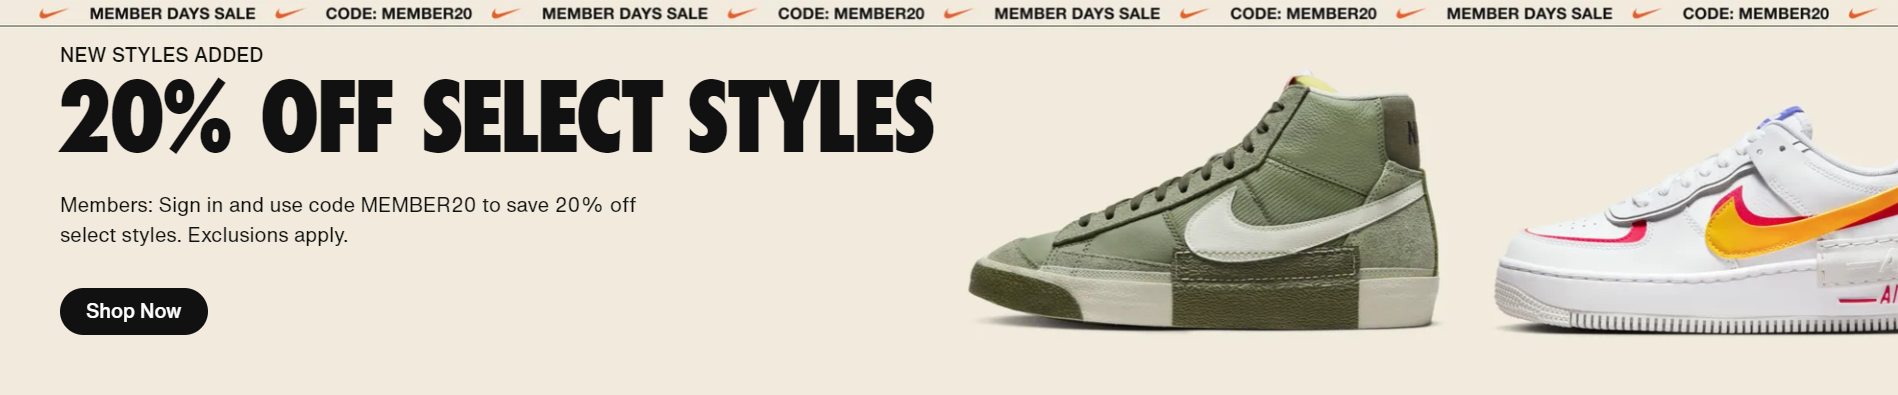 MEMBER DAYS SALE CODE: MEMBER20 MEMBER DAYS SALE CODE: MEMBER20 MEMBER DAYS SALE CODE: MEMBER20 MEMBER DAYS SALE CODE: MEMBER20
NEW STYLES ADDED
20% OFF SELECT STYLES
Members: Sign in and use code MEMBER20 to save 20% off
select styles. Exclusions apply.
Shop Now